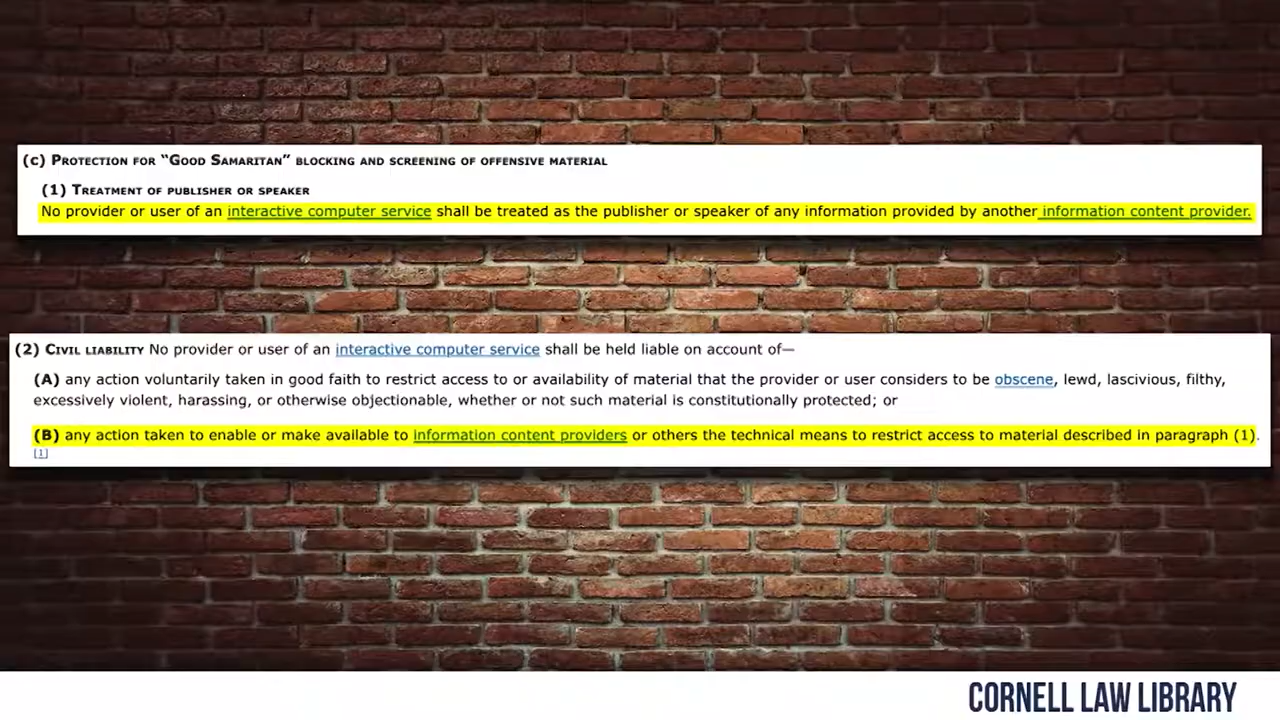 (c) Protection for “Good Samaritan” blocking and screening of offensive material
(1) Treatment of publisher or speaker
No provider or user of an interactive computer service shall be treated as the publisher or speaker of any information provided by another information content provider.
(2) Civil liability No provider or user of an interactive computer service shall be held liable on account of—
(A) any action voluntarily taken in good faith to restrict access to or availability of material that the provider or user considers to be obscene, lewd, lascivious, filthy,
excessively violent, harassing, or otherwise objectionable, whether or not such material is constitutionally protected; or
(B) any action taken to enable or make available to information content providers or others the technical means to restrict access to material described in paragraph (1).
[1]
CORNELL LAW LIBRARY